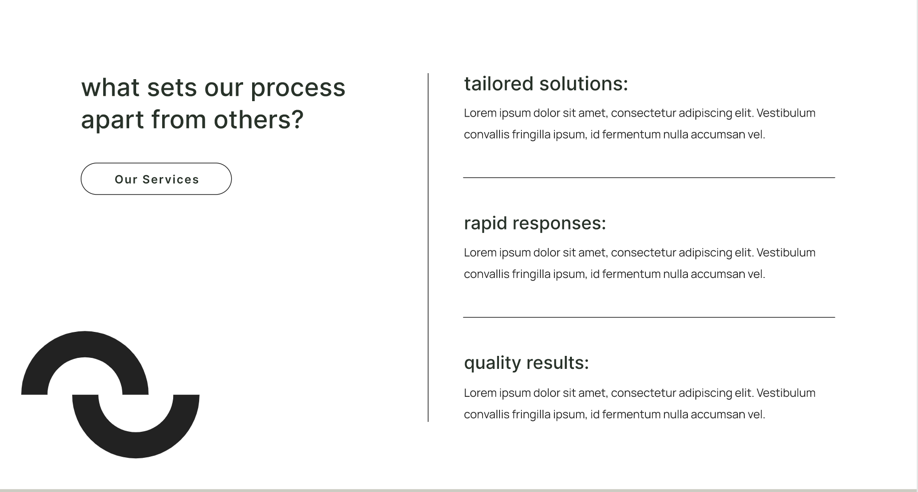 what sets our process
apart from others?
Our Services
tailored solutions:
Lorem ipsum dolor sit amet, consectetur adipiscing elit. Vestibulum
convallis fringilla ipsum, id fermentum nulla accumsan vel.
rapid responses:
Lorem ipsum dolor sit amet, consectetur adipiscing elit. Vestibulum
convallis fringilla ipsum, id fermentum nulla accumsan vel.
quality results:
Lorem ipsum dolor sit amet, consectetur adipiscing elit. Vestibulum
convallis fringilla ipsum, id fermentum nulla accumsan vel.